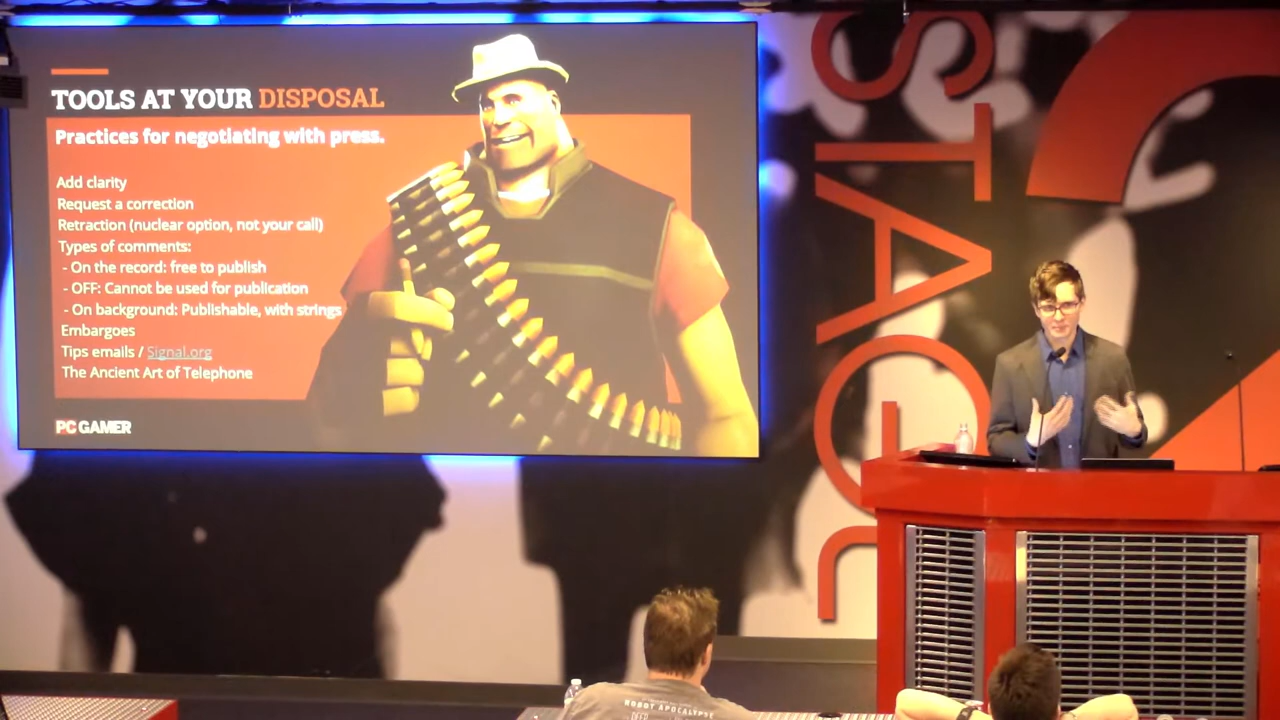 TOOLS AT YOUR DISPOSAL
Practices for negotiating with press.
Add clarity
Request a correction
Retraction (nuclear option, not your call)
Types of comments:
- On the record: free to publish
- OFF: Cannot be used for publication
- On background: Publishable, with strings
Embargoes
Tips emails / Signal.org
The Ancient Art of Telephone
PC GAMER
ROBOT APOCALYPSE